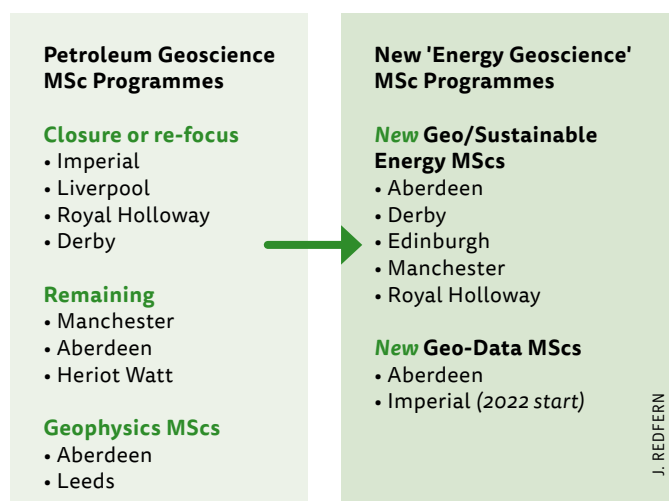 Petroleum Geoscience
MSc Programmes
Closure or re-focus
• Imperial
• Liverpool
• Royal Holloway
• Derby
Remaining
• Manchester
• Aberdeen
• Heriot Watt
Geophysics MScs
• Aberdeen
• Leeds
New 'Energy Geoscience'
MSc Programmes
New Geo/Sustainable
Energy MScs
• Aberdeen
• Derby
• Edinburgh
• Manchester
• Royal Holloway
New Geo-Data MScs
• Aberdeen
• Imperial (2022 start)
J. REDFERN